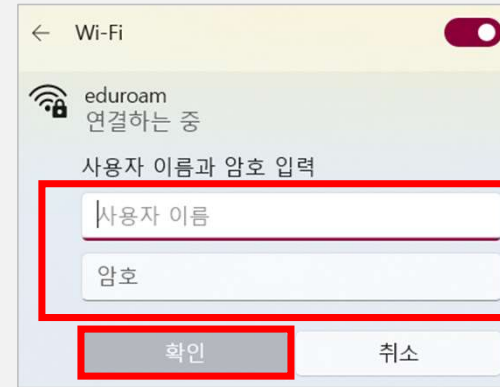 ← Wi-Fi
eduroam
연결하는 중
사용자 이름과 암호 입력
사용자 이름
암호
확인 취소